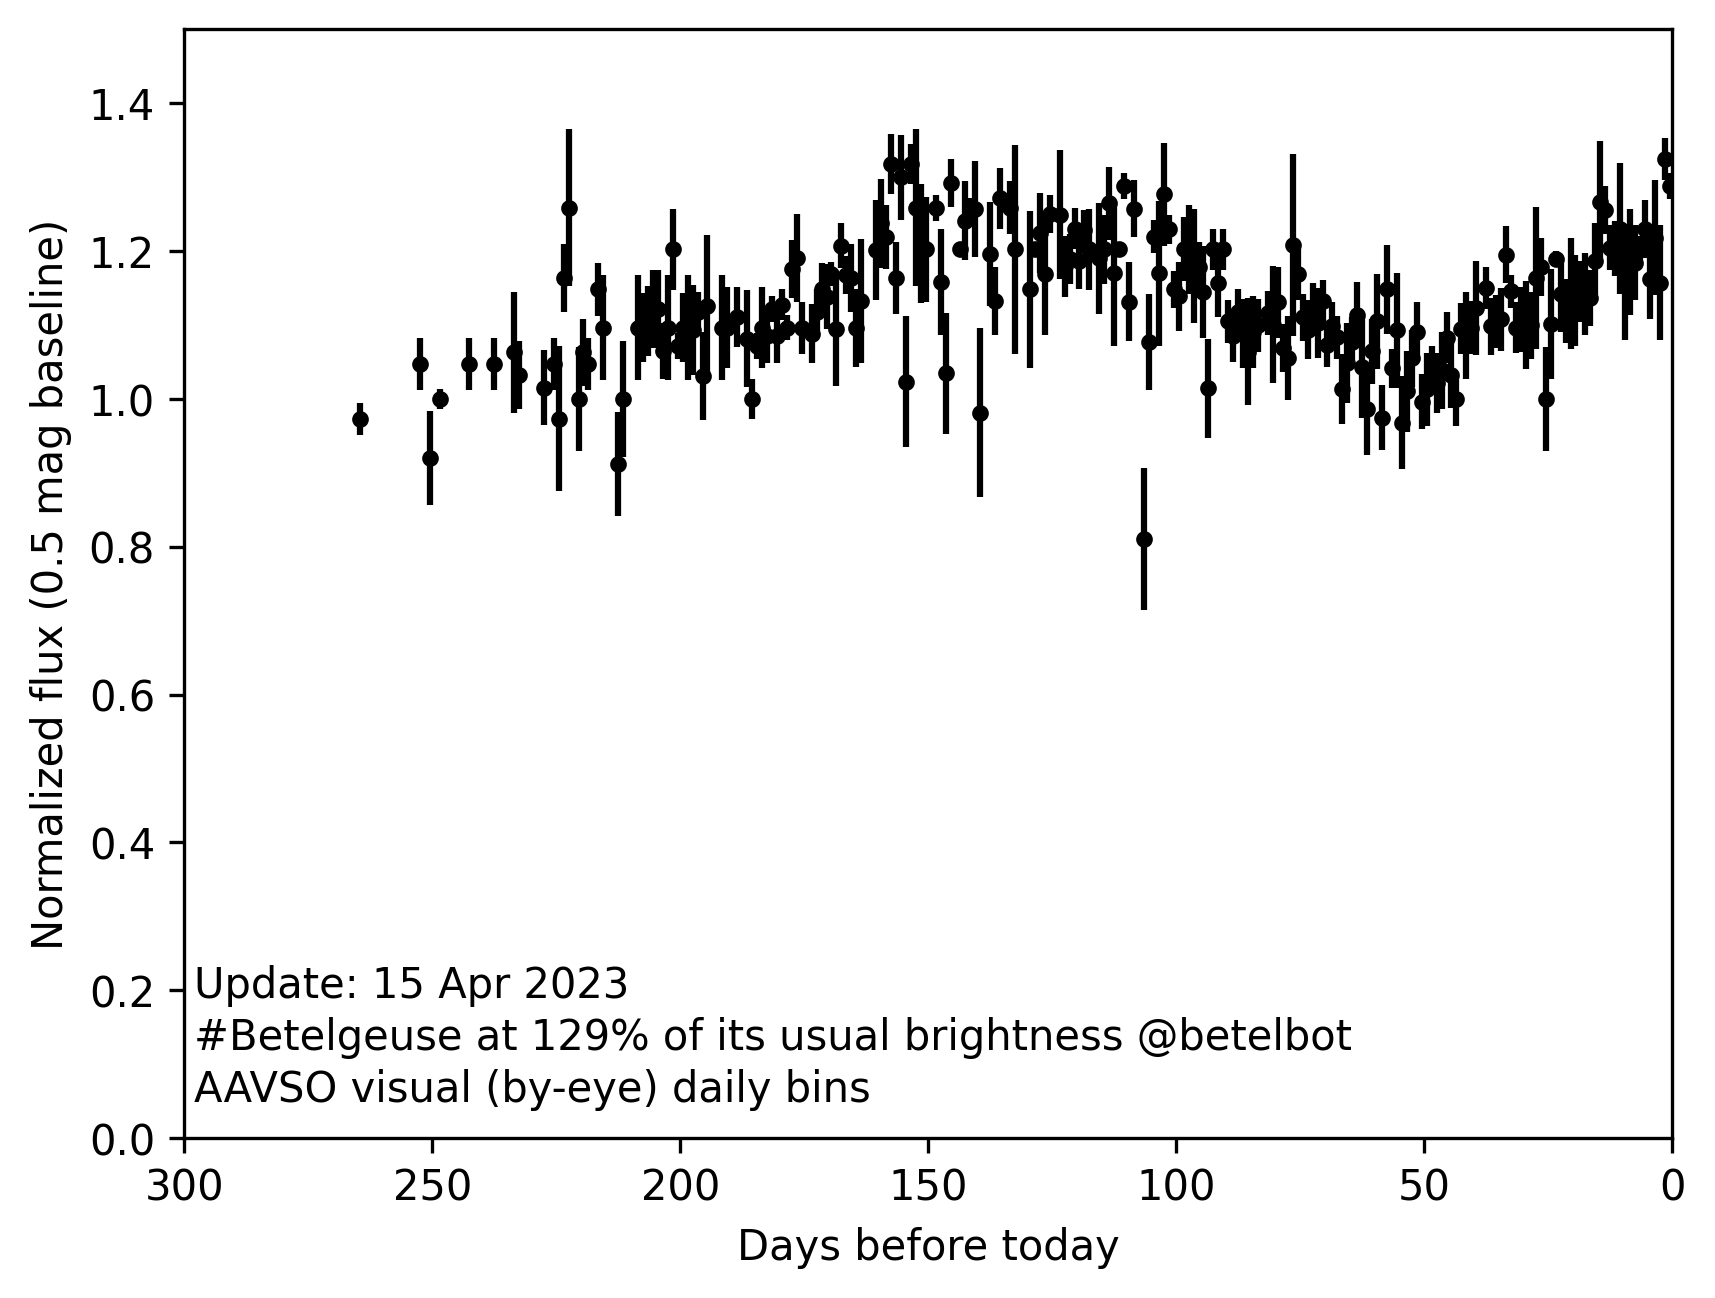 Normalized flux (0.5 mag baseline)
1.4
1.2
1.0
0.8
0.6
0.4
0.2
0.0
Update: 15 Apr 2023
#Betelgeuse at 129% of its usual brightness @betelbot
AAVSO visual (by-eye) daily bins
300 250 200 150 100 50 0
Days before today